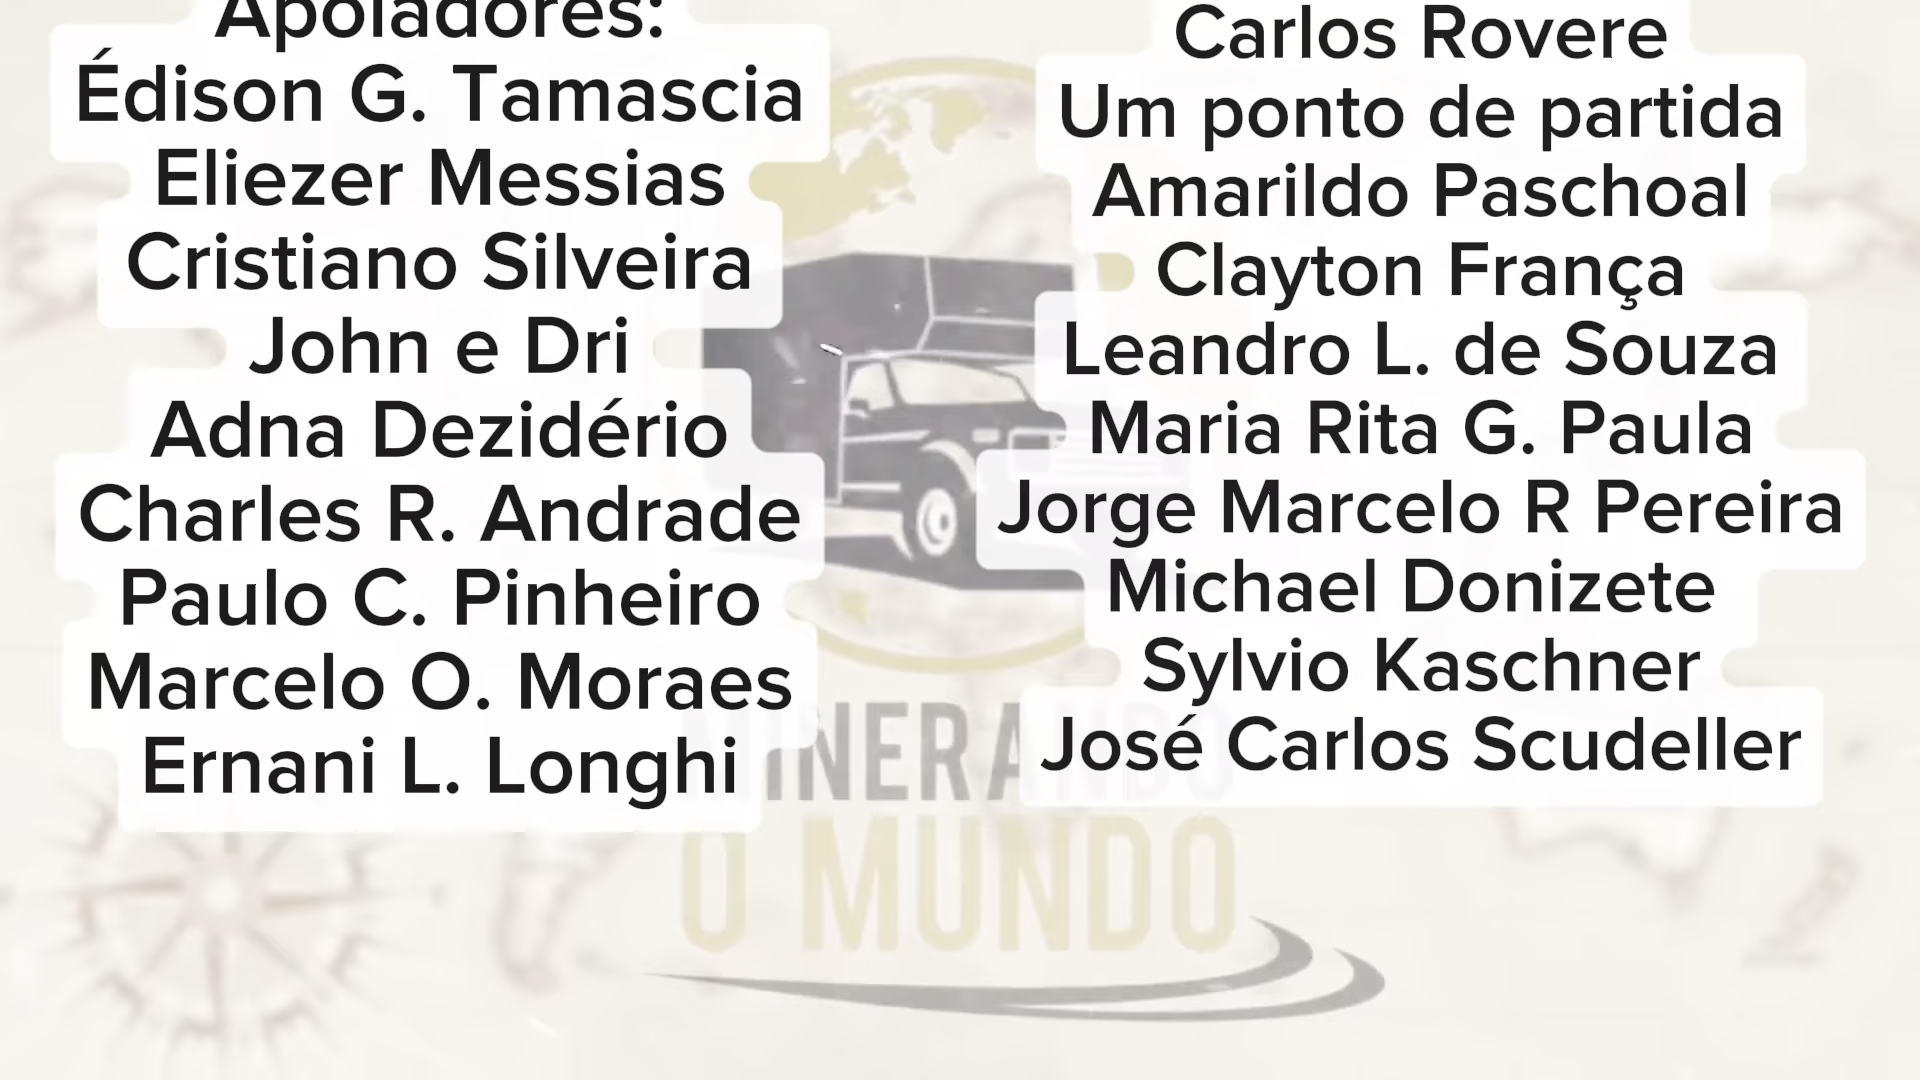 Apoiadores:
Édison G. Tamascia
Eliezer Messias
Cristiano Silveira
John e Dri
Adna Dezidério
Charles R. Andrade
Paulo C. Pinheiro
Marcelo O. Moraes
Ernani L. Longhi
Carlos Rovere
Um ponto de partida
Amarildo Paschoal
Clayton França
Leandro L. de Souza
Maria Rita G. Paula
Jorge Marcelo R Pereira
Michael Donizete
Sylvio Kaschner
José Carlos Scudeller
MINERANDO
O MUNDO